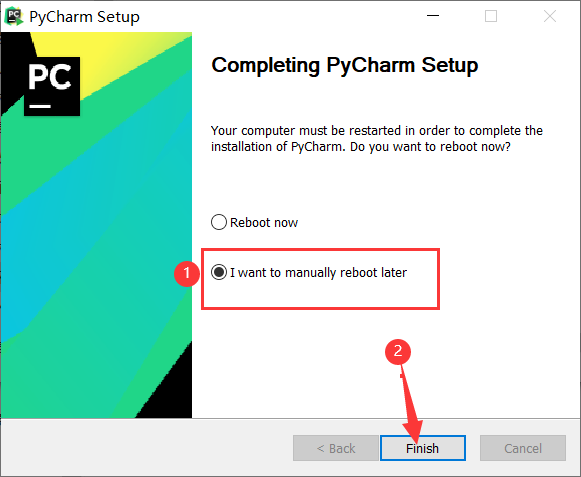 PyCharm Setup
PC
Completing PyCharm Setup
Your computer must be restarted in order to complete the
installation of PyCharm. Do you want to reboot now?
Reboot now
1
I want to manually reboot later
2
< Back
Finish
Cancel